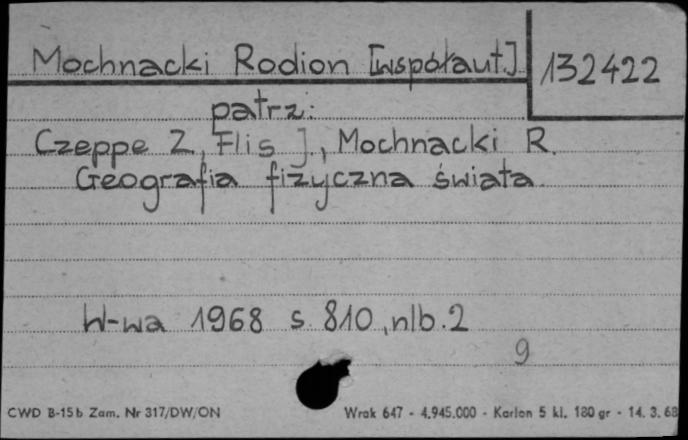 Mochnacki Rodion [współaut.]
132422
patrz:
Czeppe Z., Flis J., Mochnacki R.
Geografia fizyczna świata.
W-wa 1968 s. 810, nlb. 2
9
CWD B-15b Zam. Nr 317/DW/ON
Wrak 647 - 4.945.000 - Karton 5 kl. 180 gr - 14. 3. 68